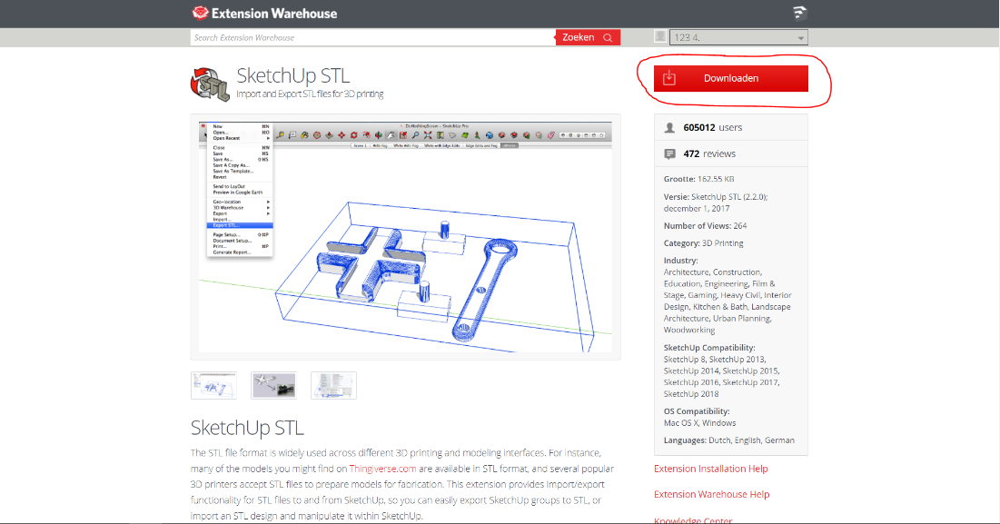 Extension Warehouse
Search Extension Warehouse
Zoeken
123 4.
SketchUp STL
Import and Export STL files for 3D printing
Downloaden
New ⌘N
Open... ⌘O
Open Recent
Close ⌘W
Save ⌘S
Save As... ⇧⌘S
Save A Copy As...
Save As Template...
Revert
Send to LayOut
Preview in Google Earth
Geo-location
3D Warehouse
Export
Import...
Export STL...
Page Setup... ⇧⌘P
Document Setup...
Print... ⌘P
Generate Report...
605012 users
472 reviews
Grootte: 162.55 KB
Versie: SketchUp STL (2.2.0);
december 1, 2017
Number of Views: 264
Category: 3D Printing
Industry:
Architecture, Construction,
Education, Engineering, Film &
Stage, Gaming, Heavy Civil, Interior
Design, Kitchen & Bath, Landscape
Architecture, Urban Planning,
Woodworking
SketchUp Compatibility:
SketchUp 8, SketchUp 2013,
SketchUp 2014, SketchUp 2015,
SketchUp 2016, SketchUp 2017,
SketchUp 2018
OS Compatibility:
Mac OS X, Windows
Languages: Dutch, English, German
SketchUp STL
The STL file format is widely used across different 3D printing and modeling interfaces. For instance,
many of the models you might find on Thingiverse.com are available in STL format, and several popular
3D printers accept STL files to prepare models for fabrication. This extension provides import/export
functionality for STL files to and from SketchUp, so you can easily export SketchUp groups to STL, or
import an STL design and manipulate it within SketchUp.
Extension Installation Help
Extension Warehouse Help
Knowledge Center